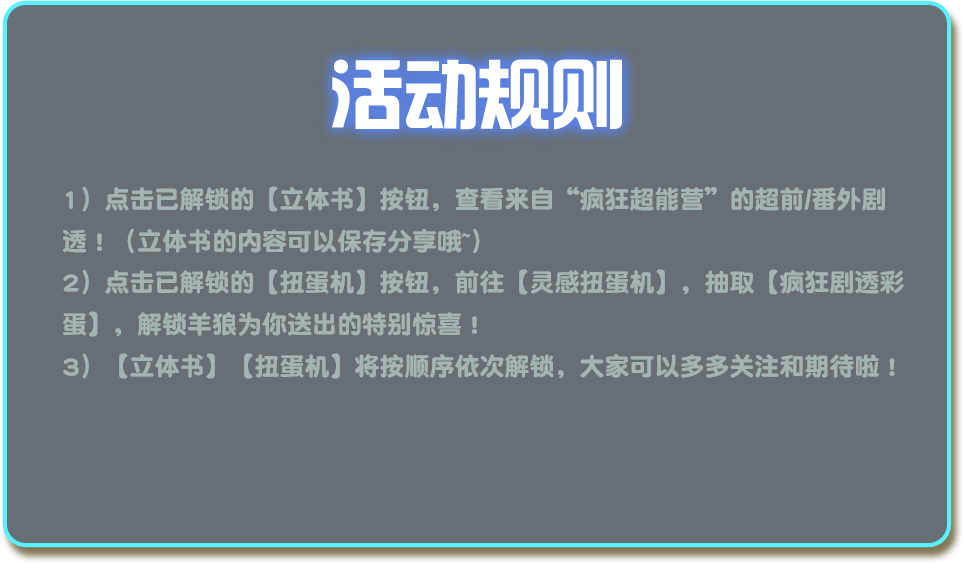 活动规则
1）点击已解锁的【立体书】按钮，查看来自“疯狂超能营”的超前/番外剧
透！（立体书的内容可以保存分享哦~）
2）点击已解锁的【扭蛋机】按钮，前往【灵感扭蛋机】，抽取【疯狂剧透彩
蛋】，解锁羊狼为你送出的特别惊喜！
3）【立体书】【扭蛋机】将按顺序依次解锁，大家可以多多关注和期待啦！